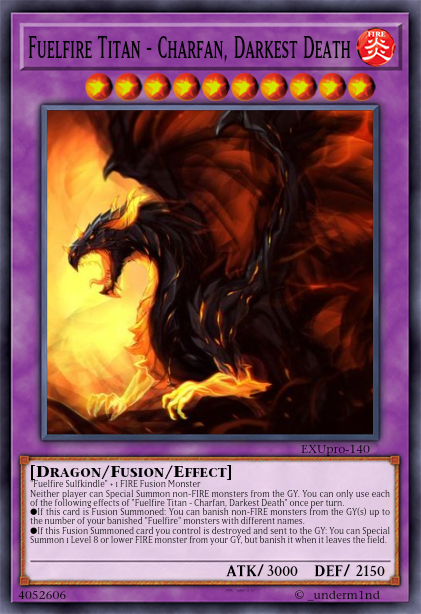 Fuelfire Titan - Charfan, Darkest Death
FIRE
炎
EXUpro-140
[Dragon/Fusion/Effect]
"Fuelfire Sulfkindle" + 1 FIRE Fusion Monster
Neither player can Special Summon non-FIRE monsters from the GY. You can only use each
of the following effects of "Fuelfire Titan - Charfan, Darkest Death" once per turn.
●If this card is Fusion Summoned: You can banish non-FIRE monsters from the GY(s) up to
the number of your banished "Fuelfire" monsters with different names.
●If this Fusion Summoned card you control is destroyed and sent to the GY: You can Special
Summon 1 Level 8 or lower FIRE monster from your GY, but banish it when it leaves the field.
ATK/ 3000 DEF/ 2150
4052606
© _underm1nd